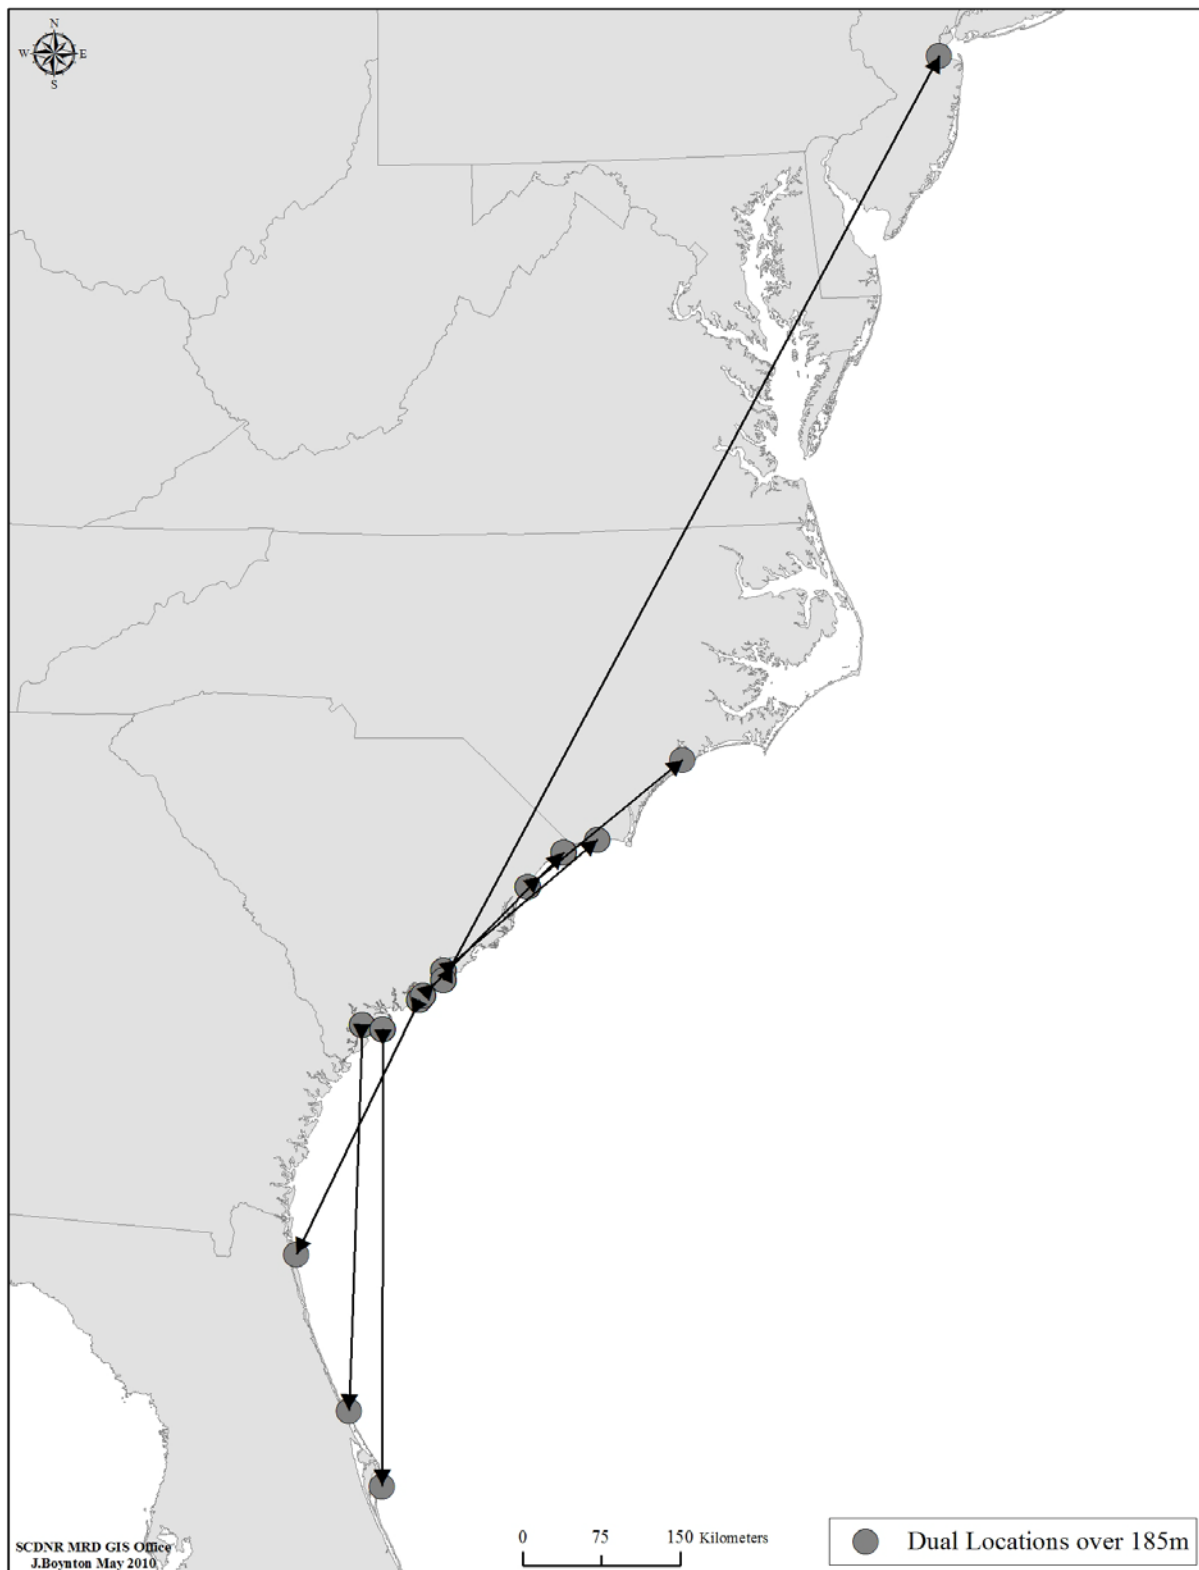 N
W E
S
0 75 150 Kilometers
Dual Locations over 185m
SCDNR MRD GIS Office
J.Boynton May 2010